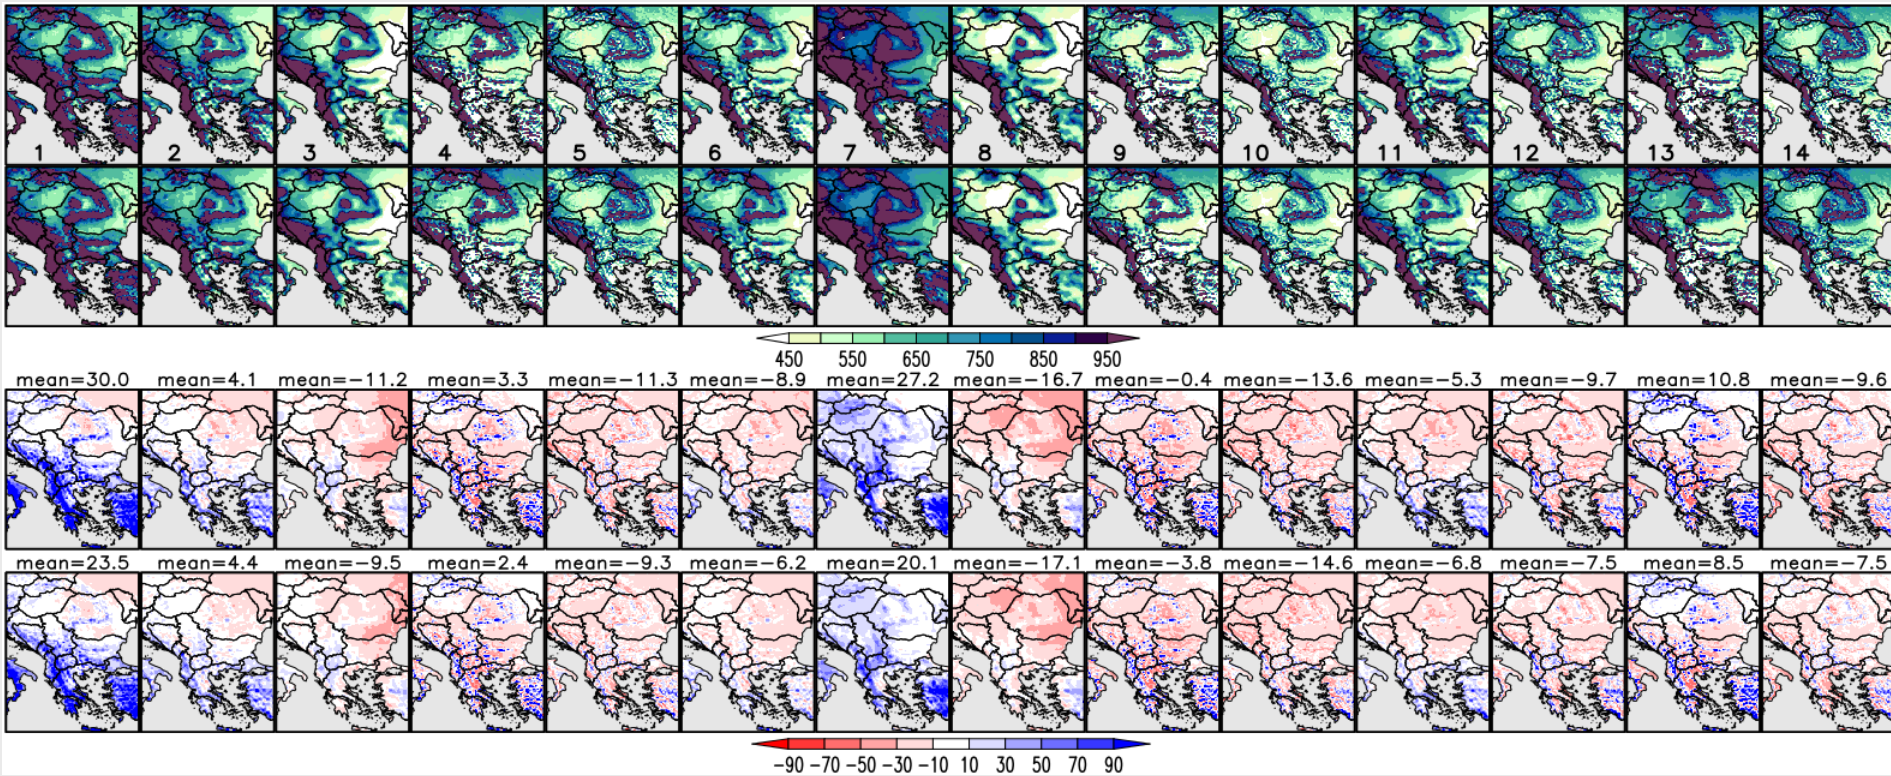 1 2 3 4 5 6 7 8 9 10 11 12 13 14
450 550 650 750 850 950
mean=30.0 mean=4.1 mean=−11.2 mean=3.3 mean=−11.3 mean=−8.9 mean=27.2 mean=−16.7 mean=−0.4 mean=−13.6 mean=−5.3 mean=−9.7 mean=10.8 mean=−9.6
mean=23.5 mean=4.4 mean=−9.5 mean=2.4 mean=−9.3 mean=−6.2 mean=20.1 mean=−17.1 mean=−3.8 mean=−14.6 mean=−6.8 mean=−7.5 mean=8.5 mean=−7.5
−90 −70 −50 −30 −10 10 30 50 70 90